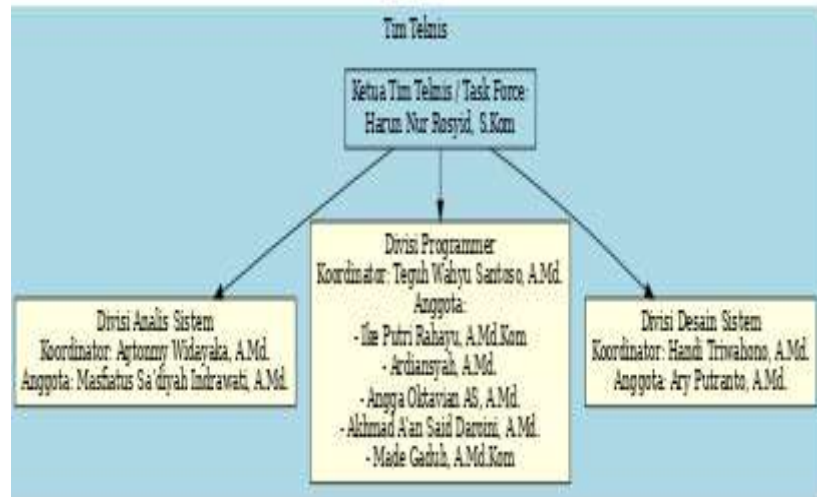 Tim Teknis
Ketua Tim Teknis / Task Force:
Harun Nur Rosyid, S.Kom
Divisi Programmer
Koordinator: Teguh Wahyu Santoso, A.Md.
Anggota:
- Ike Putri Rahayu, A.Md.Kom
- Ardiansyah, A.Md.
- Angga Oktavian AS, A.Md.
- Akhmad A'an Said Daroini, A.Md.
- Made Gaduh, A.Md.Kom
Divisi Analis Sistem
Koordinator: Widayaka, A.Md.
Anggota: Masfiatus Sa'diyah Indrawati, A.Md.
Divisi Desain Sistem
Koordinator: Handi Triwahono, A.Md.
Anggota: Ary Putranto, A.Md.